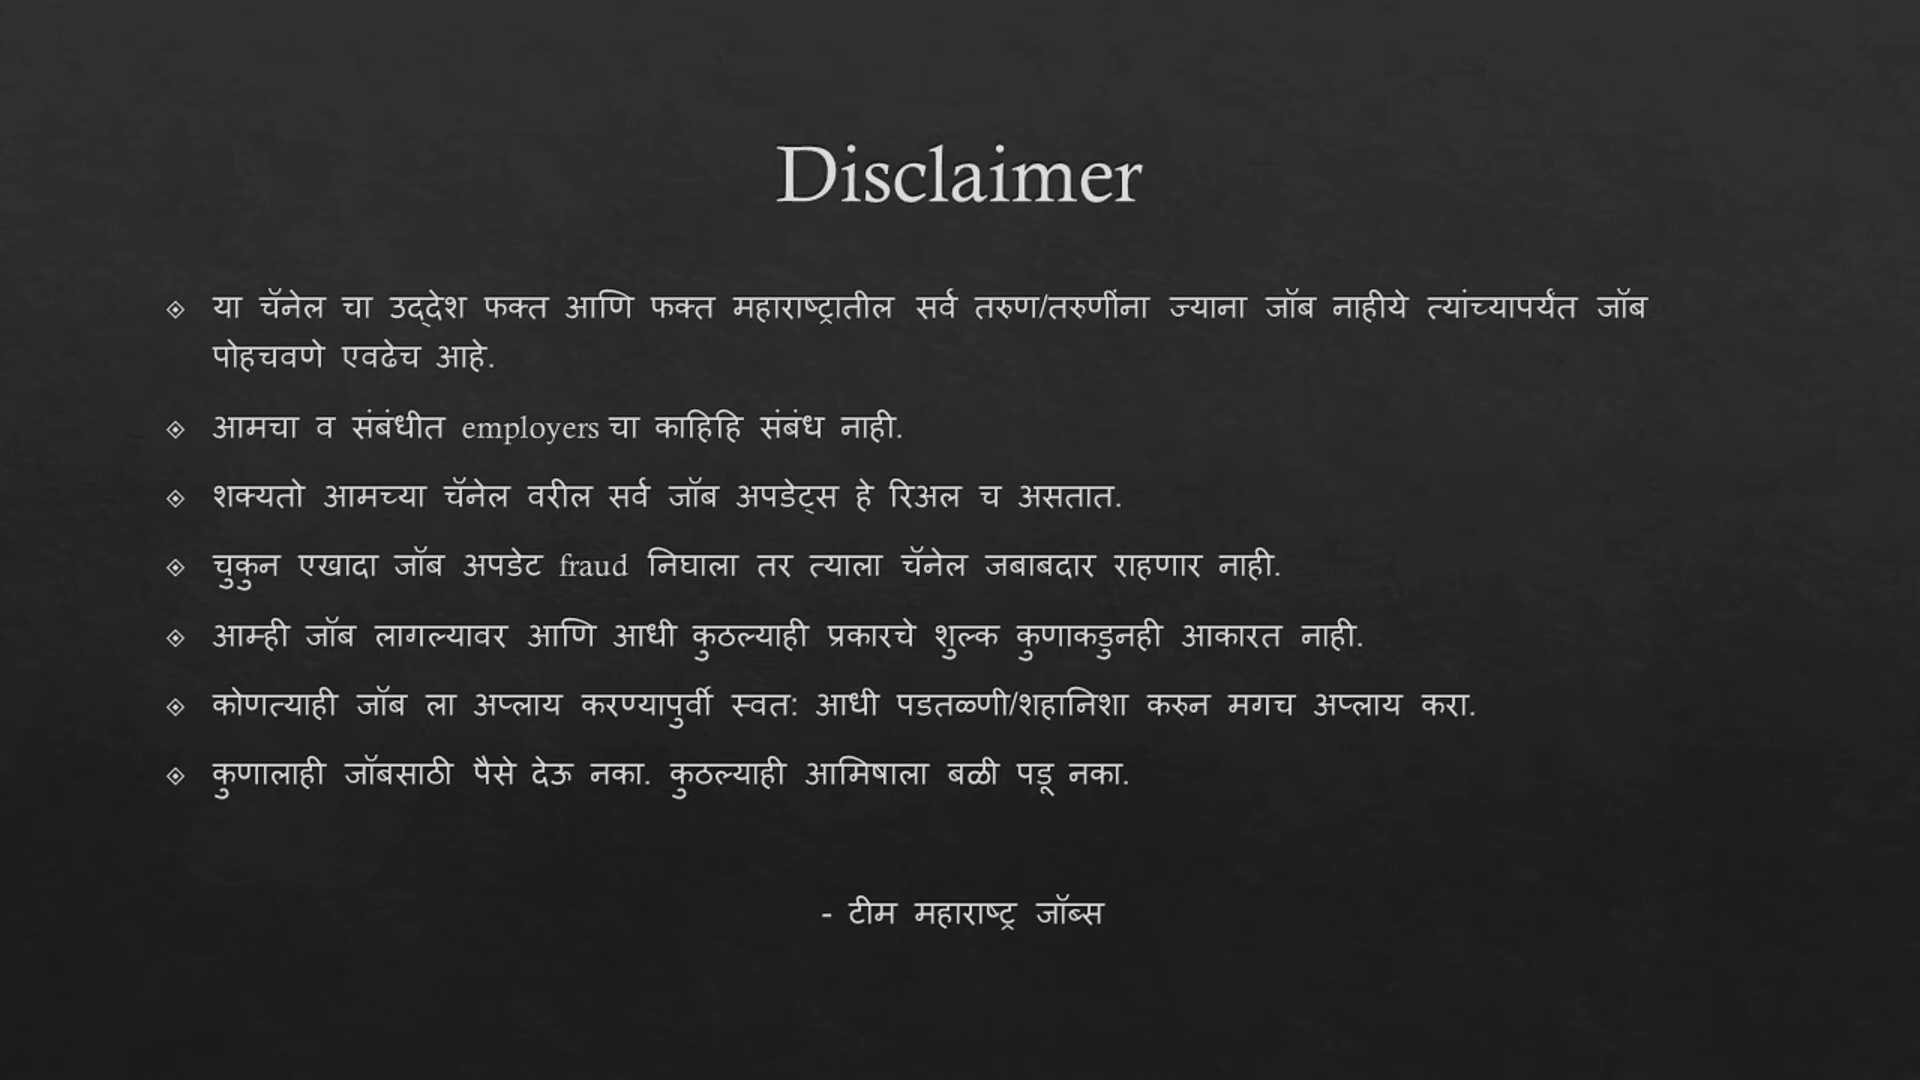 Disclaimer
या चॅनेल चा उद्देश फक्त आणि फक्त महाराष्ट्रातील सर्व तरुण/तरुणींना ज्याना जॉब नाहीये त्यांच्यापर्यंत जॉब
पोहचवणे एवढेच आहे.
आमचा व संबंधीत employers चा काहिहि संबंध नाही.
शक्यतो आमच्या चॅनेल वरील सर्व जॉब अपडेट्स हे रिअल च असतात.
चुकुन एखादा जॉब अपडेट fraud निघाला तर त्याला चॅनेल जबाबदार राहणार नाही.
आम्ही जॉब लागल्यावर आणि आधी कुठल्याही प्रकारचे शुल्क कुणाकडुनही आकारत नाही.
कोणत्याही जॉब ला अप्लाय करण्यापुर्वी स्वत: आधी पडतळणी/शहानिशा करुन मगच अप्लाय करा.
कुणालाही जॉबसाठी पैसे देऊ नका. कुठल्याही आमिषाला बळी पडू नका.
- टीम महाराष्ट्र जॉब्स